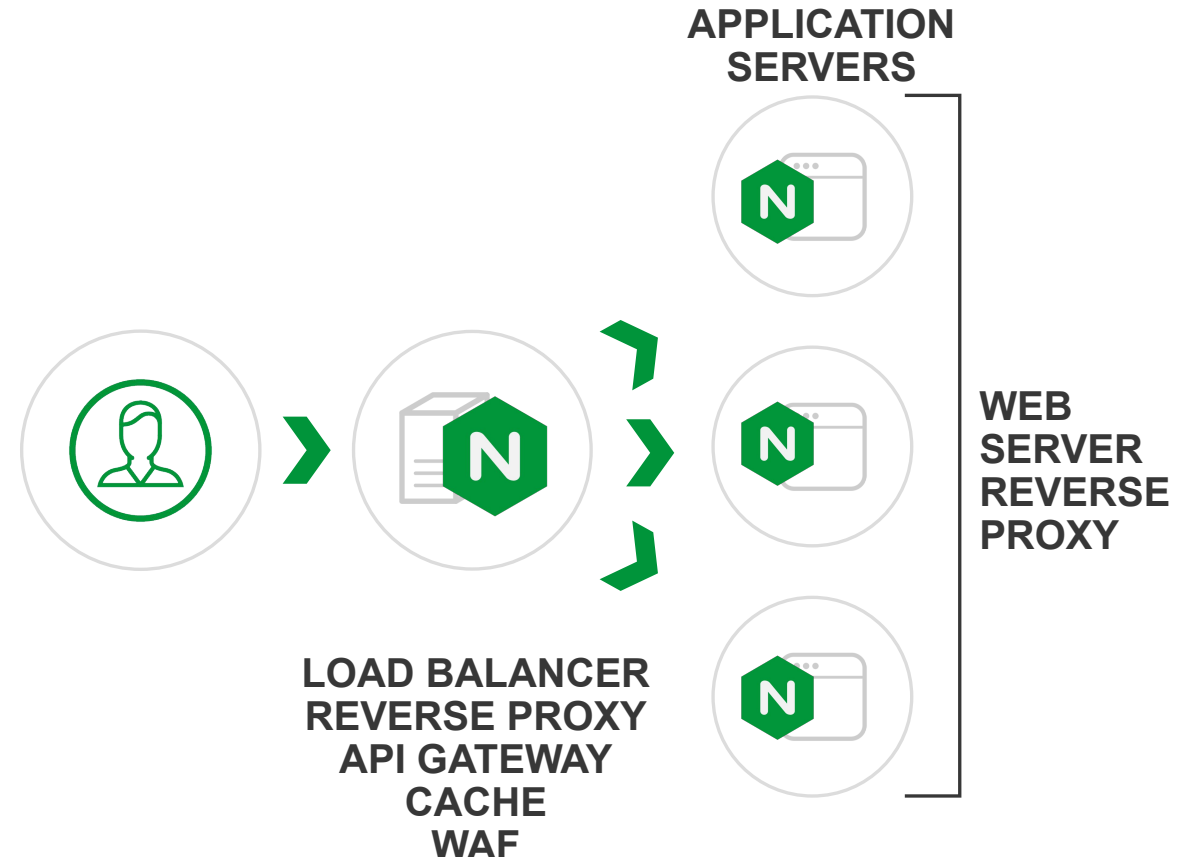 APPLICATION
SERVERS
N
N
N
N
WEB
SERVER
REVERSE
PROXY
LOAD BALANCER
REVERSE PROXY
API GATEWAY
CACHE
WAF